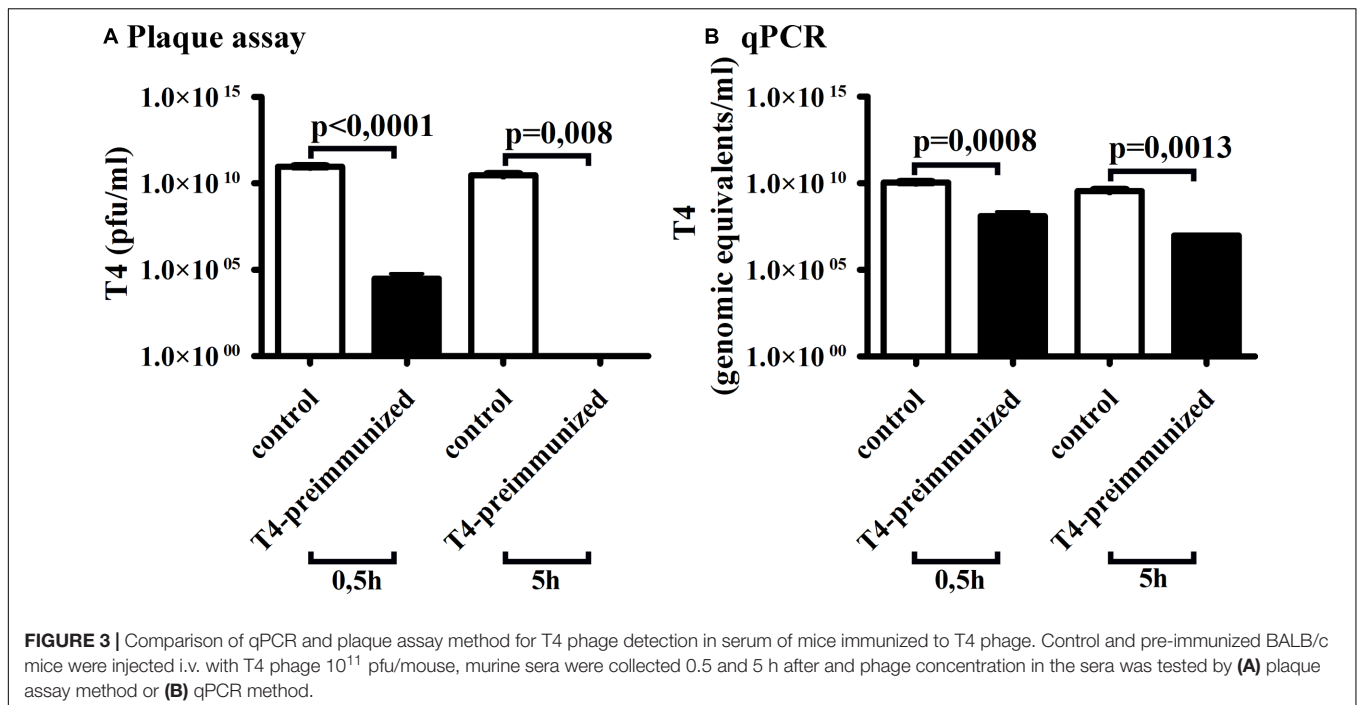 A Plaque assay
1.0×10 15
1.0×10 10
1.0×10 05
1.0×10 00
T4 (pfu/ml)
p<0,0001
p=0,008
control
T4-preimmunized
control
T4-preimmunized
0,5h
5h
B qPCR
1.0×10 15
1.0×10 10
1.0×10 05
1.0×10 00
T4
(genomic equivalents/ml)
p=0,0008
p=0,0013
control
T4-preimmunized
control
T4-preimmunized
0,5h
5h
FIGURE 3 | Comparison of qPCR and plaque assay method for T4 phage detection in serum of mice immunized to T4 phage. Control and pre-immunized BALB/c
mice were injected i.v. with T4 phage 10¹¹ pfu/mouse, murine sera were collected 0.5 and 5 h after and phage concentration in the sera was tested by (A) plaque
assay method or (B) qPCR method.